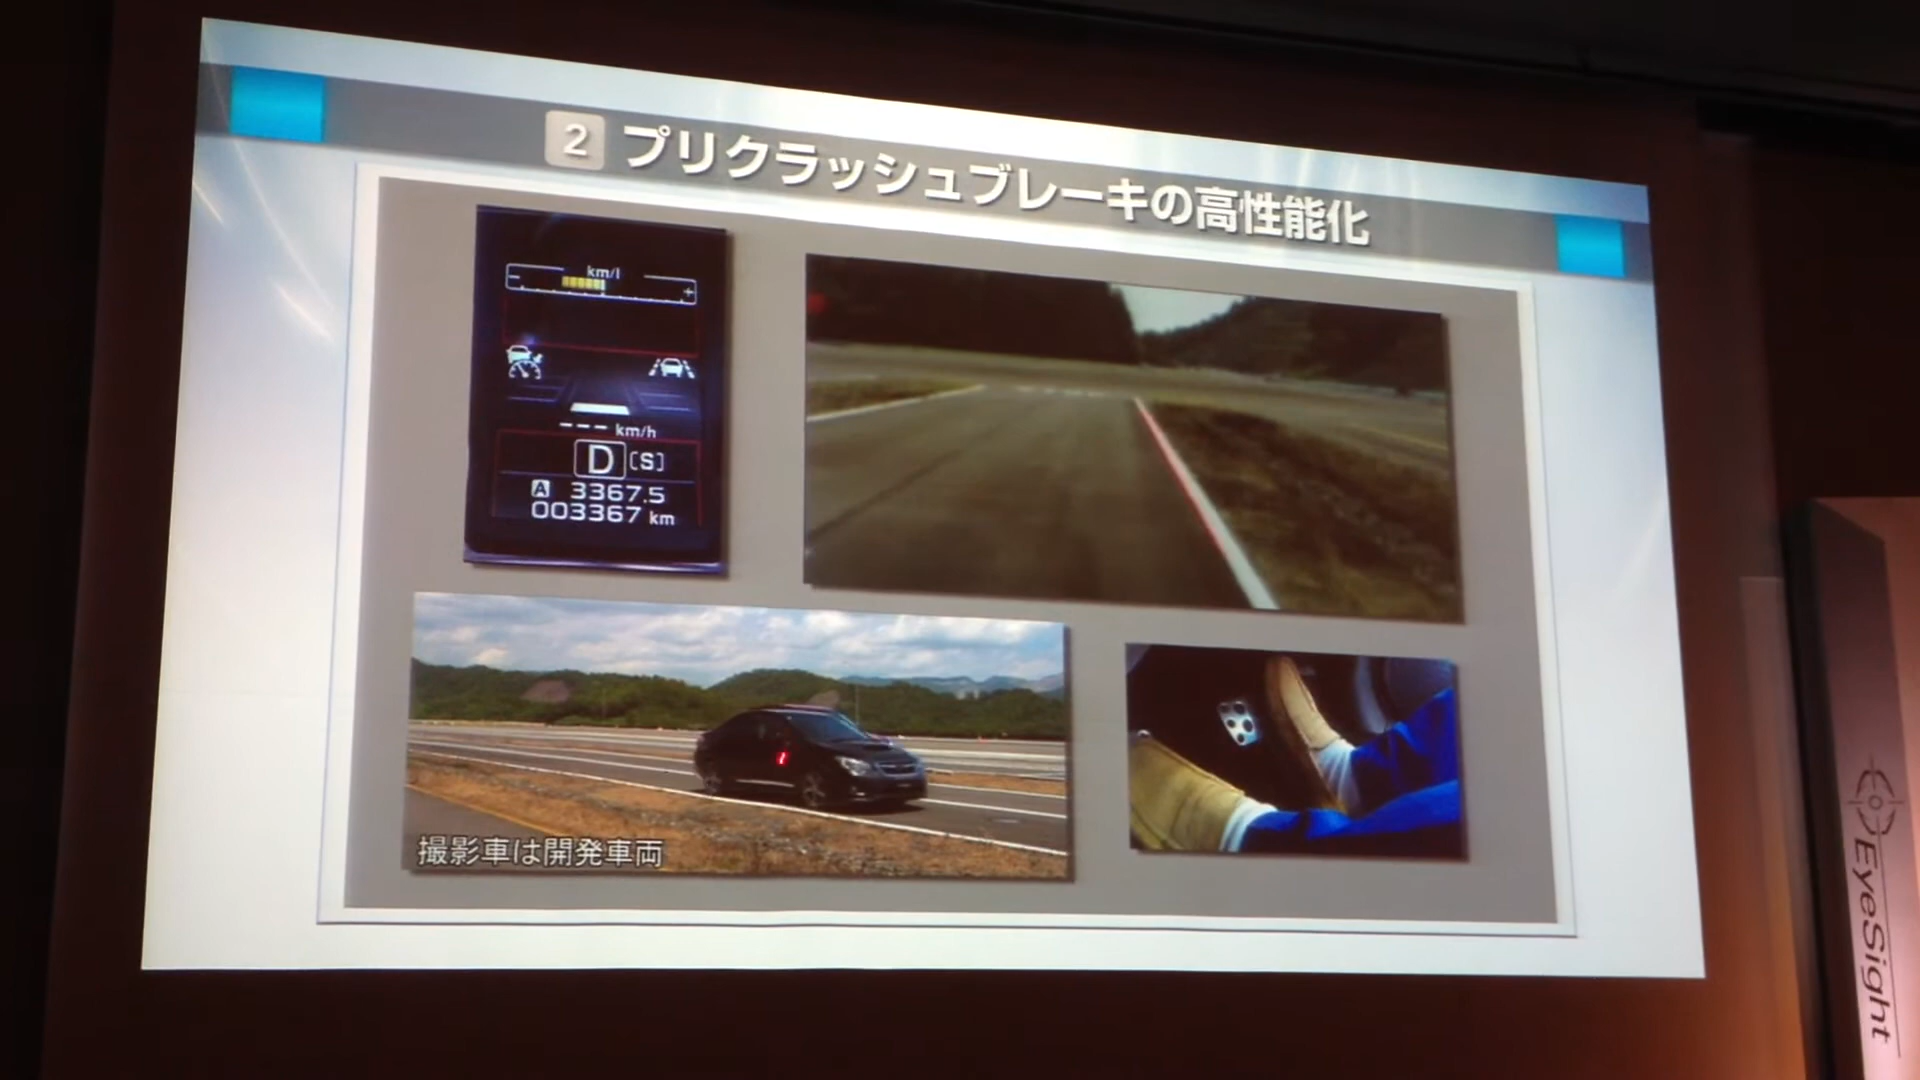 2 プリクラッシュブレーキの高性能化
km/l
- +
--- km/h
D [S]
A 3367.5
003367 km
撮影車は開発車両
EyeSight